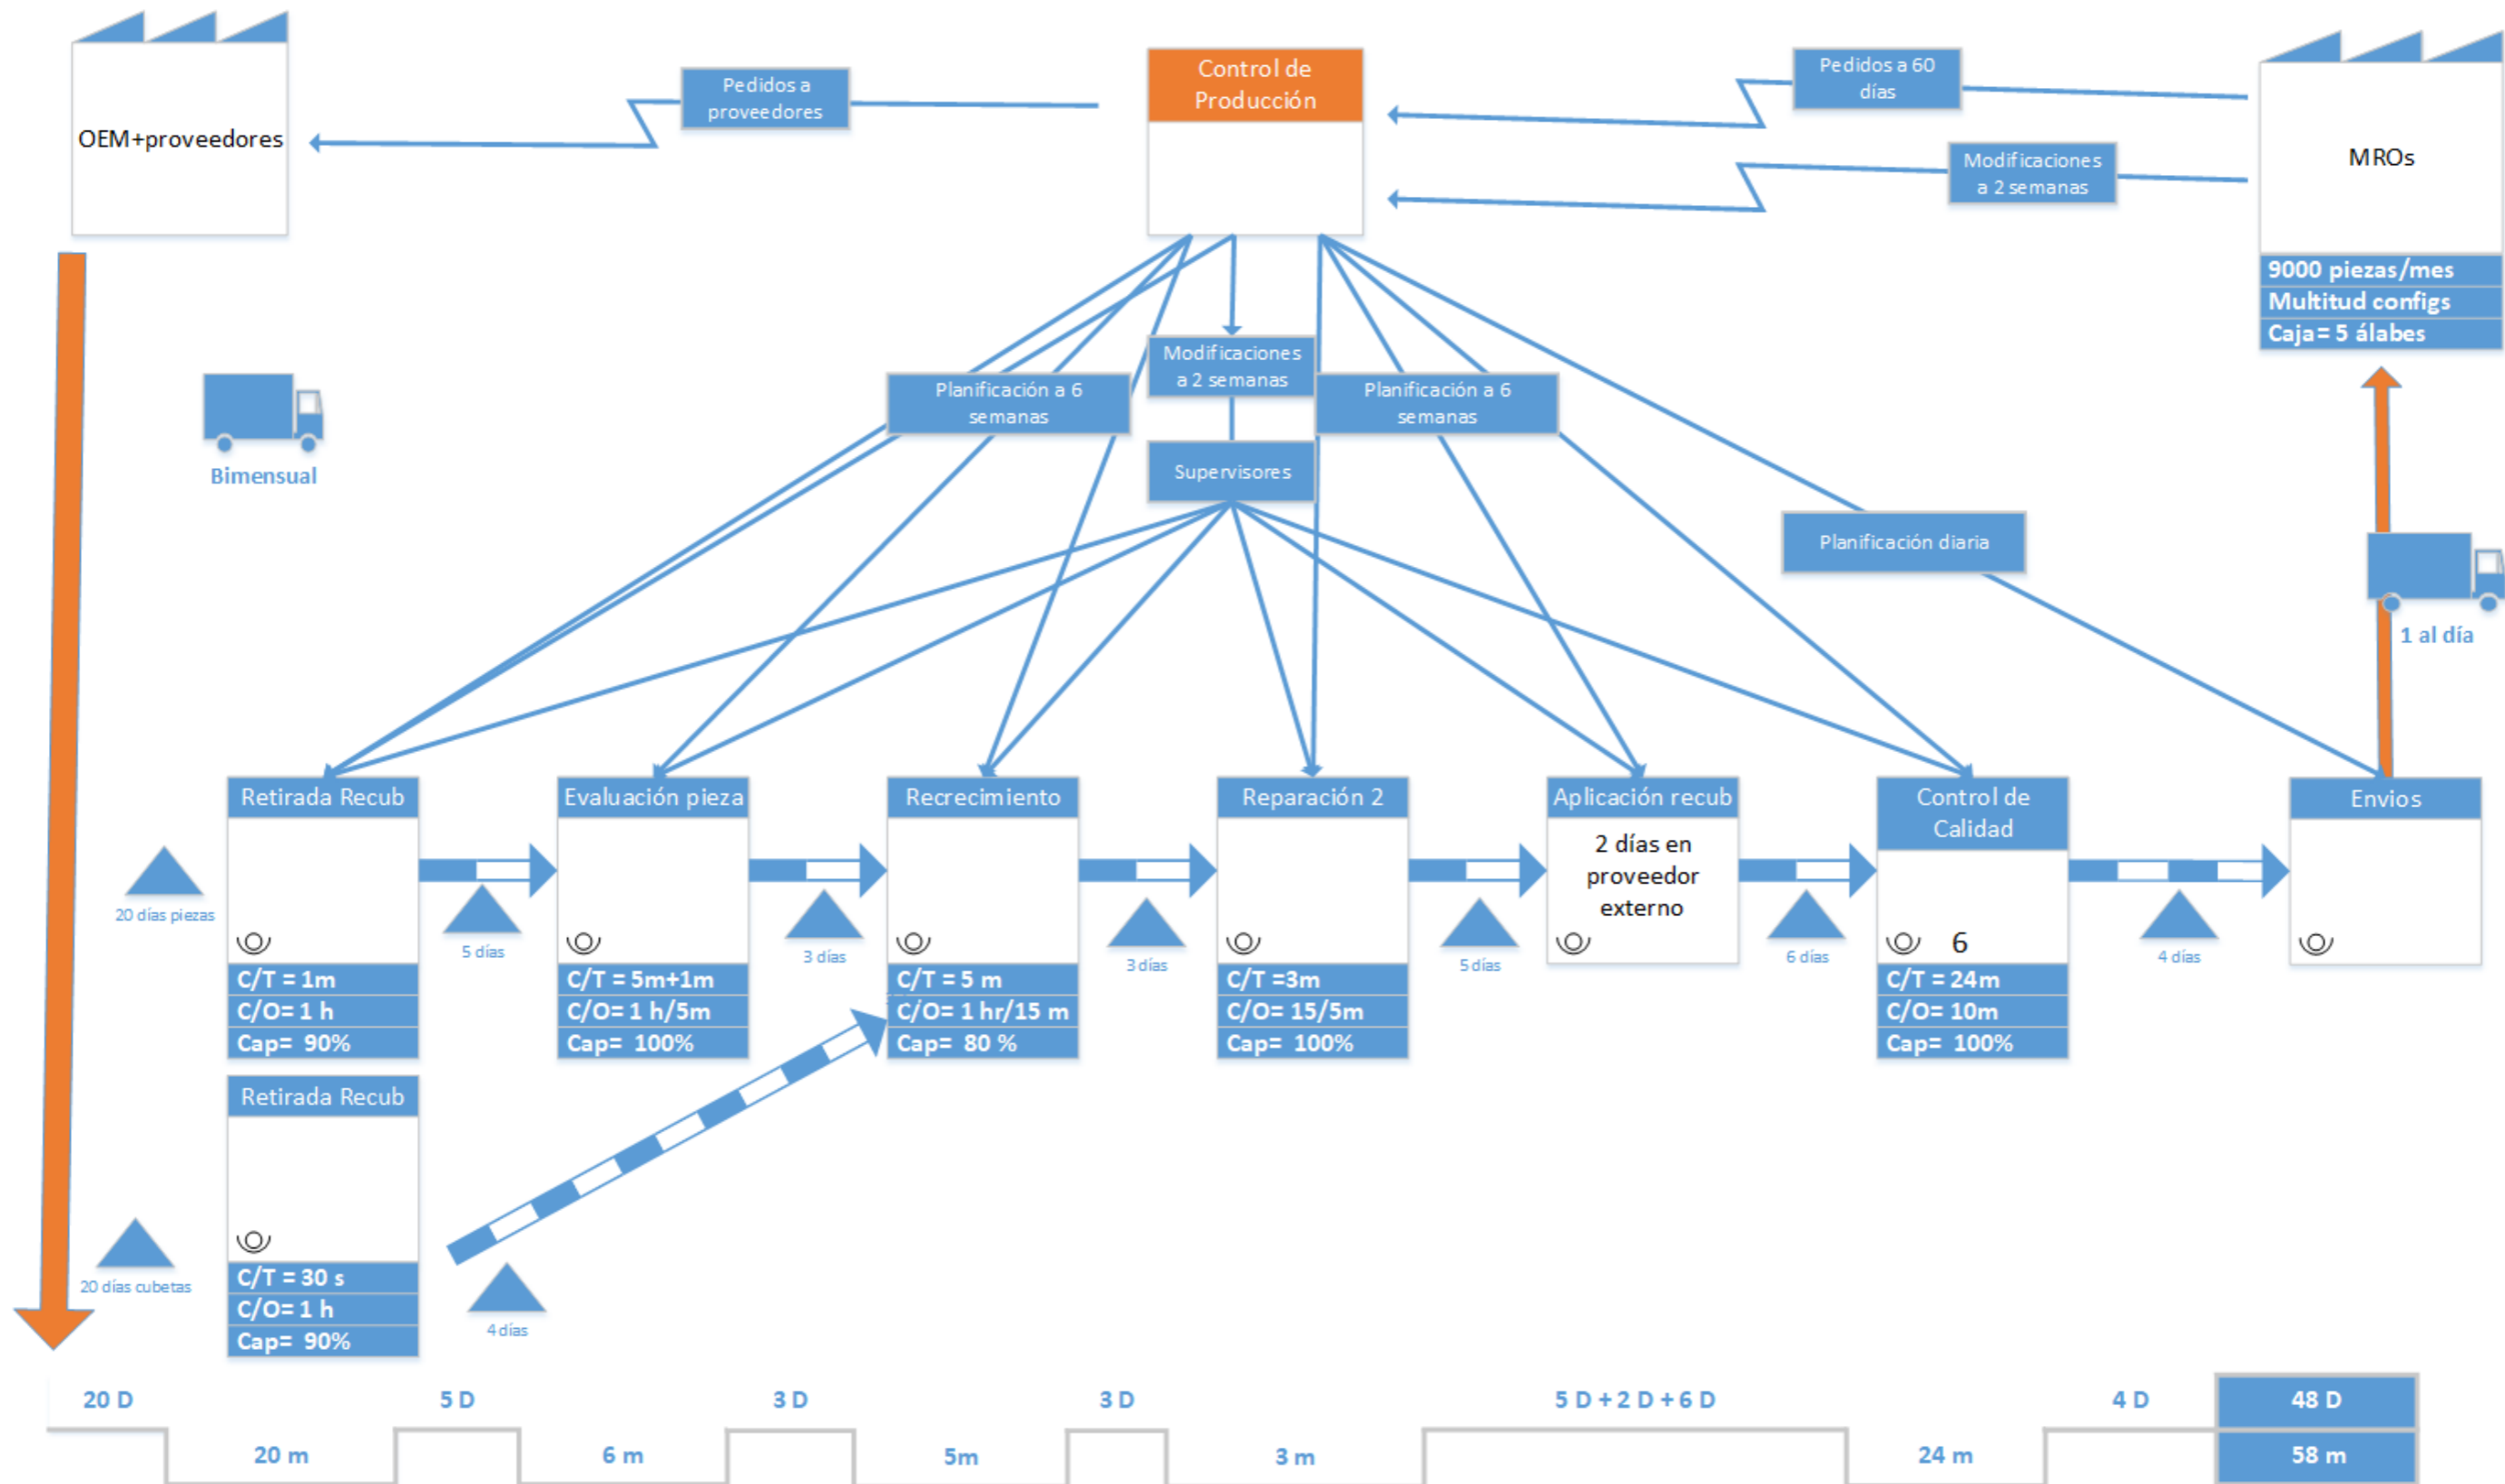 OEM+proveedores
Pedidos a
proveedores
Control de
Producción
Pedidos a 60
días
Modificaciones
a 2 semanas
MROs
9000 piezas/mes
Multitud configs
Caja= 5 álabes
Bimensual
Planificación a 6
semanas
Modificaciones
a 2 semanas
Planificación a 6
semanas
Supervisores
Planificación diaria
1 al día
20 días piezas
Retirada Recub
C/T = 1m
C/O= 1 h
Cap= 90%
5 días
Evaluación pieza
C/T = 5m+1m
C/O= 1 h/5m
Cap= 100%
3 días
Recrecimiento
C/T = 5 m
C/O= 1 hr/15 m
Cap= 80 %
3 días
Reparación 2
C/T =3m
C/O= 15/5m
Cap= 100%
5 días
Aplicación recub
2 días en
proveedor
externo
6 días
Control de
Calidad
6
C/T = 24m
C/O= 10m
Cap= 100%
4 días
Envios
20 días cubetas
Retirada Recub
C/T = 30 s
C/O= 1 h
Cap= 90%
4 días
20 D
5 D
3 D
3 D
5 D + 2 D + 6 D
4 D
48 D
20 m
6 m
5m
3 m
24 m
58 m